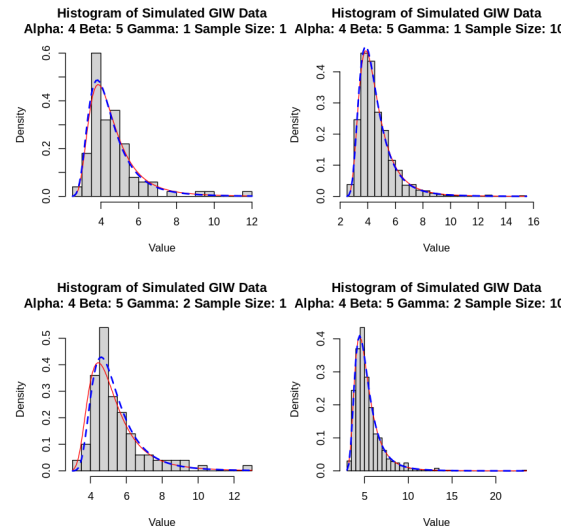 Histogram of Simulated GIW Data
Alpha: 4 Beta: 5 Gamma: 1 Sample Size: 1
Density
0.0 0.2 0.4 0.6
4 6 8 10 12
Value
Histogram of Simulated GIW Data
Alpha: 4 Beta: 5 Gamma: 1 Sample Size: 10
Density
0.0 0.1 0.2 0.3 0.4
2 4 6 8 10 12 14 16
Value
Histogram of Simulated GIW Data
Alpha: 4 Beta: 5 Gamma: 2 Sample Size: 1
Density
0.0 0.1 0.2 0.3 0.4 0.5
4 6 8 10 12
Value
Histogram of Simulated GIW Data
Alpha: 4 Beta: 5 Gamma: 2 Sample Size: 10
Density
0.0 0.1 0.2 0.3 0.4
5 10 15 20
Value